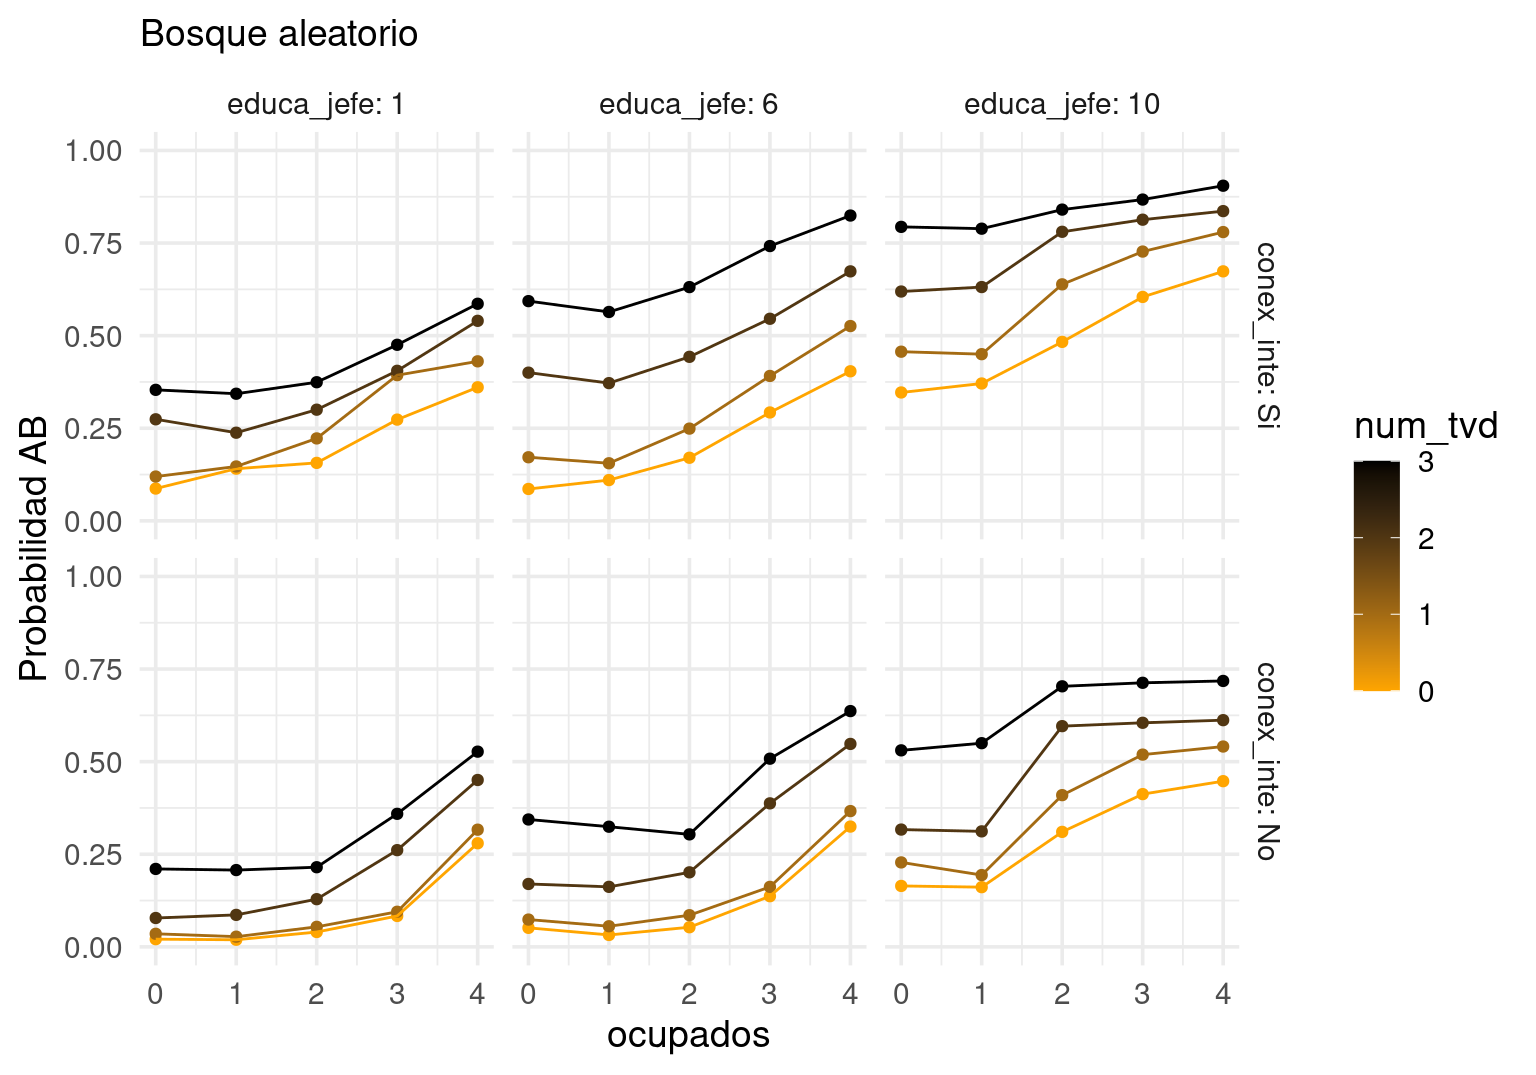 Bosque aleatorio
educa_jefe: 1
educa_jefe: 6
educa_jefe: 10
1.00
0.75
0.50
0.25
0.00
conex_inte: Si
1.00
0.75
0.50
0.25
0.00
conex_inte: No
Probabilidad AB
0 1 2 3 4
0 1 2 3 4
0 1 2 3 4
ocupados
num_tvd
3
2
1
0